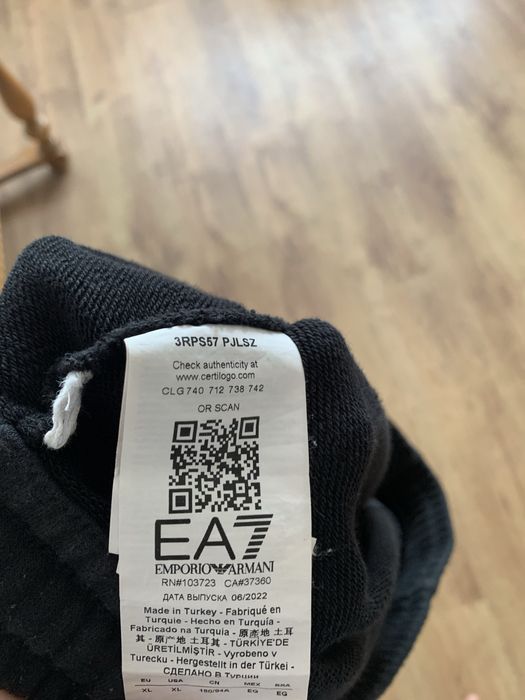 3RPS57 PJLSZ
Check authenticity at
www.certilogo.com
CLG 740 712 738 742
OR SCAN
EA7
EMPORIO ARMANI
RN#103723 CA#37360
ДАТА ВЫПУСКА 06/2022
Made in Turkey - Fabriqué en
Turquie - Hecho en Turquía -
Fabricado na Turquia - 原產地 土耳
其 - 原产地 土耳其 - TÜRKİYE'DE
ÜRETİLMİŞTİR - Vyrobeno v
Turecku - Hergestellt in der Türkei -
СДЕЛАНО В Турции
EU USA CN MEX BRA
XL XL 180/94A EG EG